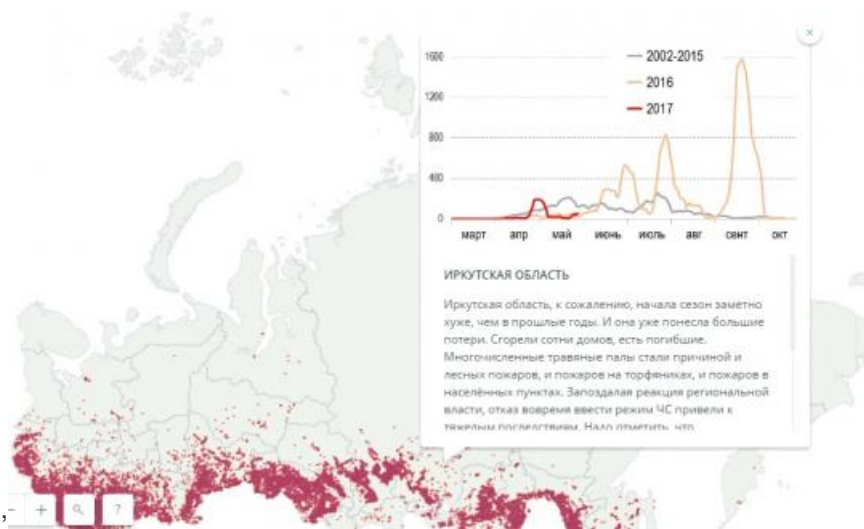 1600
2002-2015
1200
2016
2017
800
400
0
март апр май июнь июль авг сент окт
ИРКУТСКАЯ ОБЛАСТЬ
Иркутская область, к сожалению, начала сезон заметно
хуже, чем в прошлые годы. И она уже понесла большие
потери. Сгорели сотни домов, есть погибшие.
Многочисленные травяные палы стали причиной и
лесных пожаров, и пожаров на торфяниках, и пожаров в
населённых пунктах. Запоздалая реакция региональной
власти, отказ вовремя ввести режим ЧС привели к
тяжелым последствиям. Надо отметить, что
- + ?
,